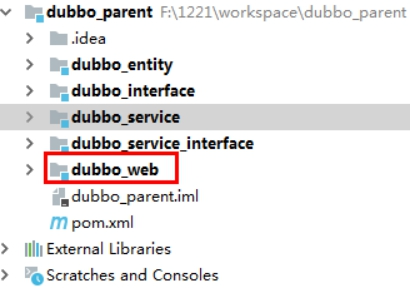 dubbo_parent F:\1221\workspace\dubbo_parent
.idea
dubbo_entity
dubbo_interface
dubbo_service
dubbo_service_interface
dubbo_web
dubbo_parent.iml
pom.xml
External Libraries
Scratches and Consoles